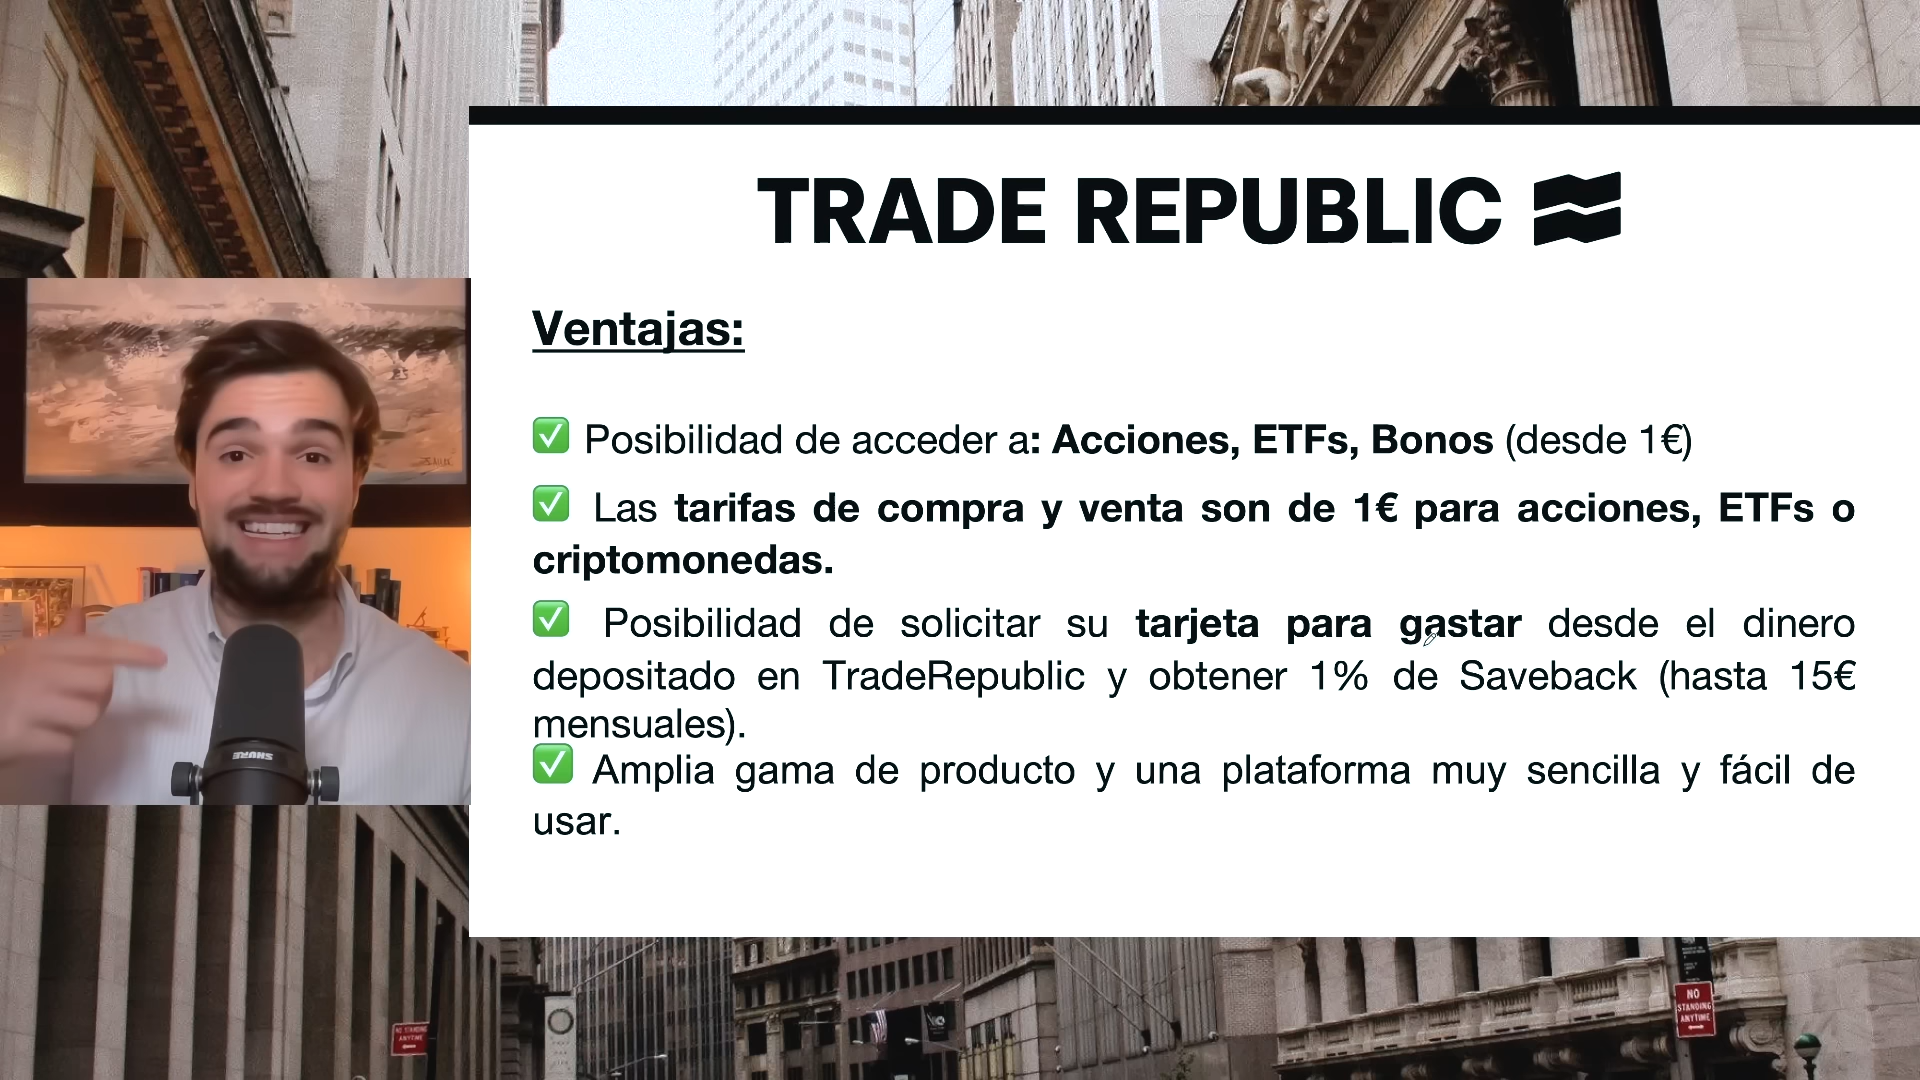 TRADE REPUBLIC
Ventajas:
✅ Posibilidad de acceder a: Acciones, ETFs, Bonos (desde 1€)
✅ Las tarifas de compra y venta son de 1€ para acciones, ETFs o
criptomonedas.
✅ Posibilidad de solicitar su tarjeta para gastar desde el dinero
depositado en TradeRepublic y obtener 1% de Saveback (hasta 15€
mensuales).
✅ Amplia gama de producto y una plataforma muy sencilla y fácil de
usar.
SHURE
NO STANDING
ANYTIME
NO
STANDING
ANYTIME